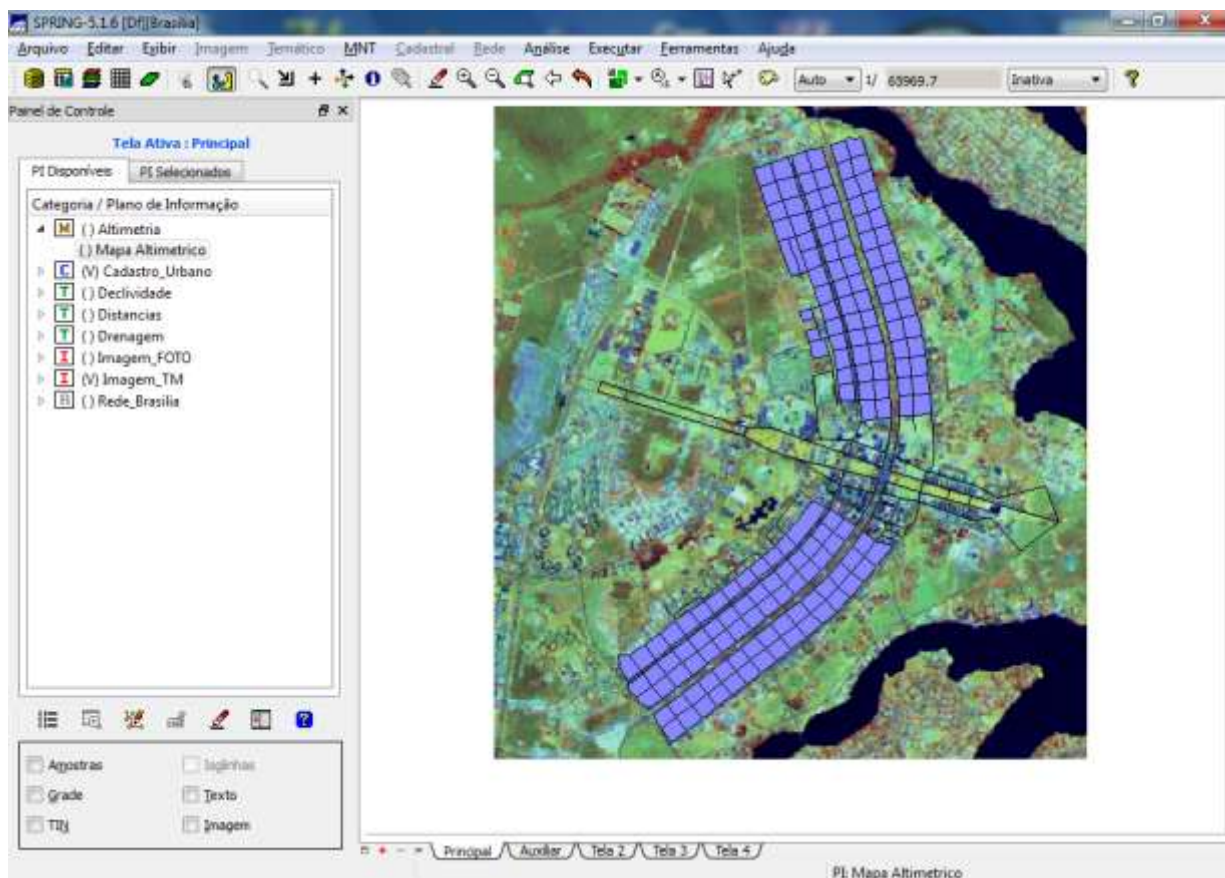 SPRING-5.1.6 [Df][Brasilia]
Arquivo Editar Exibir Imagem Temático MNT Cadastral Rede Análise Executar Ferramentas Ajuda
Auto 1/ 63969.7 Inativa
Painel de Controle
Tela Ativa : Principal
PI Disponíveis PI Selecionados
Categoria / Plano de Informação
M () Altimetria
() Mapa Altimetrico
C (V) Cadastro_Urbano
T () Declividade
T () Distancias
T () Drenagem
I () Imagem_FOTO
I (V) Imagem_TM
R () Rede_Brasilia
Amostras Isolinhas
Grade Texto
TIN Imagem
Principal Auxiliar Tela 2 Tela 3 Tela 4
PI: Mapa Altimetrico